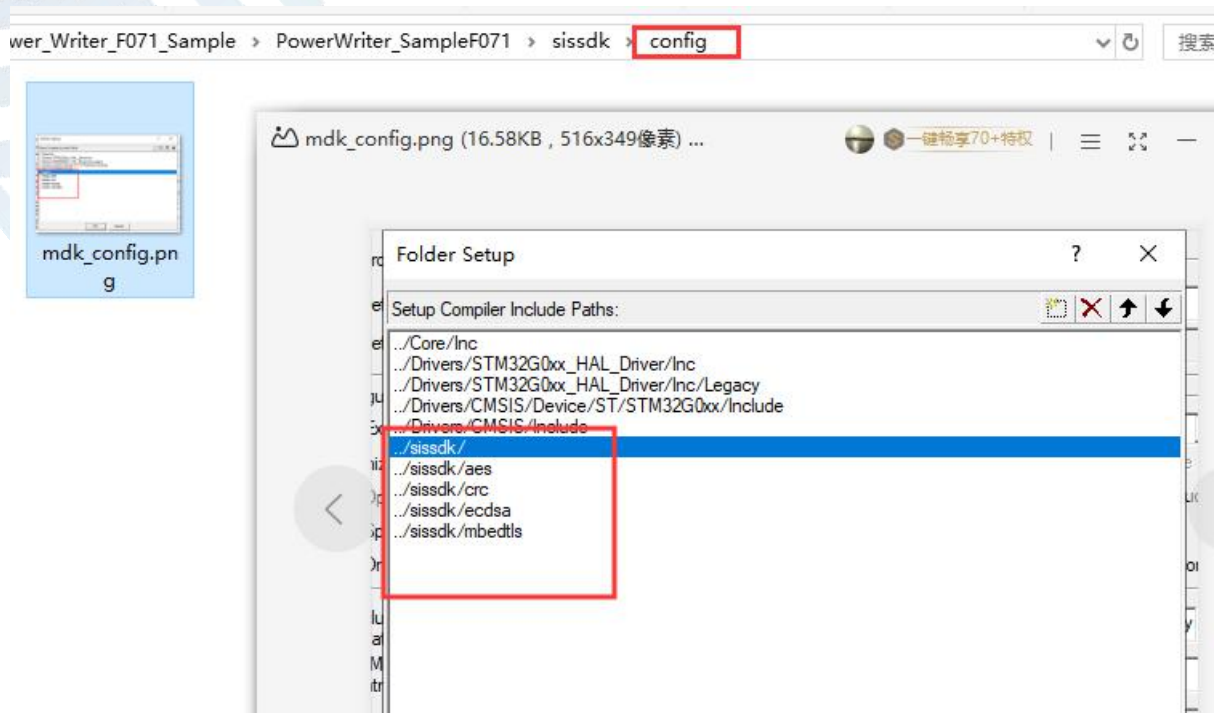 wer_Writer_F071_Sample > PowerWriter_SampleF071 > sissdk > config
搜索
mdk_config.pn
g
mdk_config.png (16.58KB , 516x349像素) ...
一键畅享70+特权
Folder Setup
Setup Compiler Include Paths:
../Core/Inc
../Drivers/STM32G0xx_HAL_Driver/Inc
../Drivers/STM32G0xx_HAL_Driver/Inc/Legacy
../Drivers/CMSIS/Device/ST/STM32G0xx/Include
../Drivers/CMSIS/Include
../sissdk/
../sissdk/aes
../sissdk/crc
../sissdk/ecdsa
../sissdk/mbedtls